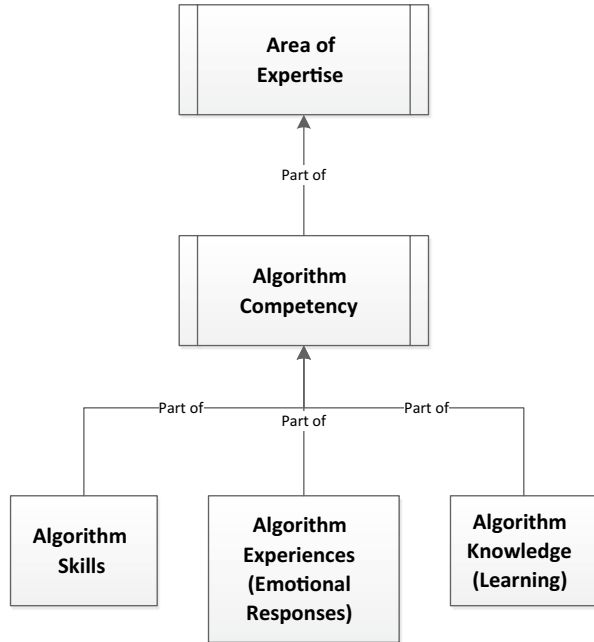 Area of
Expertise
Part of
Algorithm
Competency
Part of
Part of
Part of
Algorithm
Skills
Algorithm
Experiences
(Emotional
Responses)
Algorithm
Knowledge
(Learning)